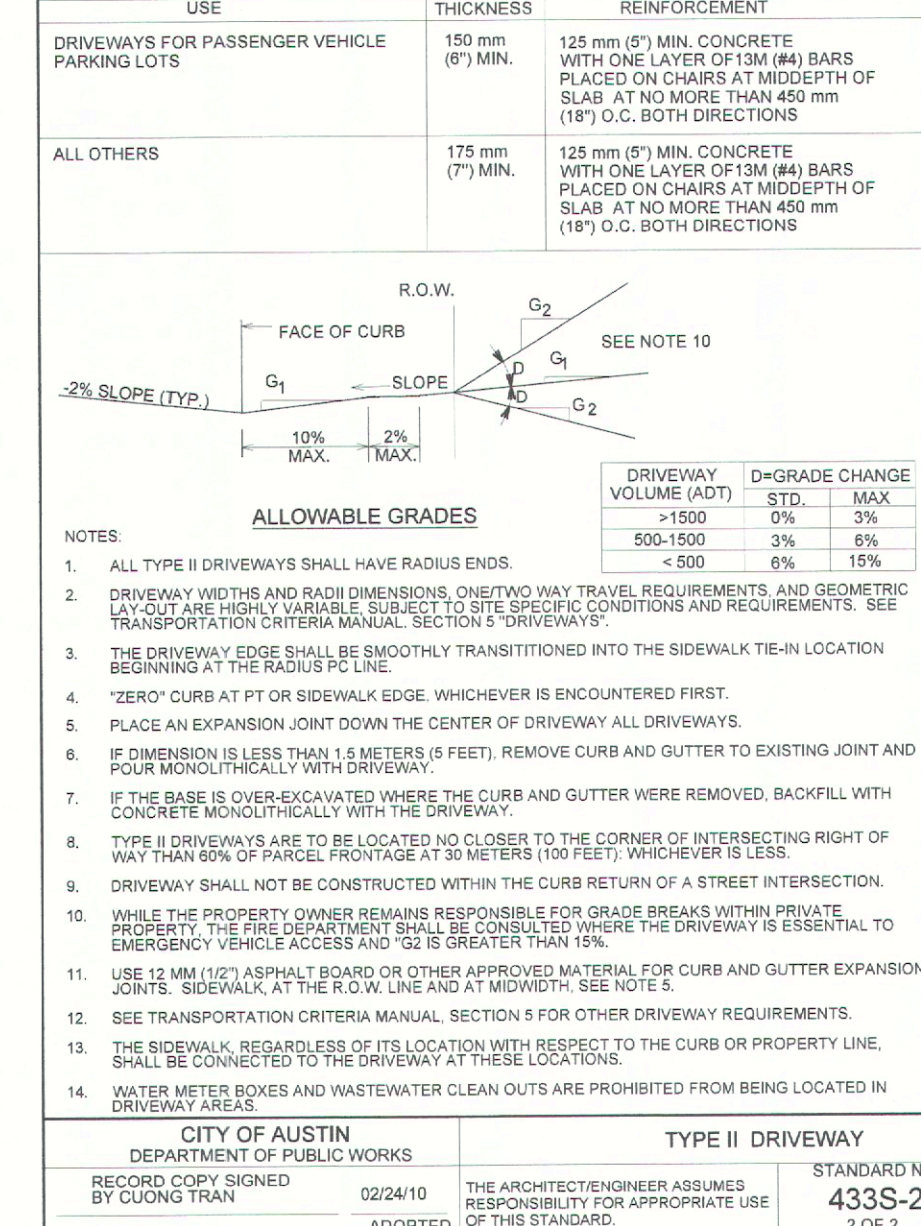 USE THICKNESS REINFORCEMENT
DRIVEWAYS FOR PASSENGER VEHICLE
PARKING LOTS
150 mm
(6") MIN.
125 mm (5") MIN. CONCRETE
WITH ONE LAYER OF13M (#4) BARS
PLACED ON CHAIRS AT MIDDEPTH OF
SLAB AT NO MORE THAN 450 mm
(18") O.C. BOTH DIRECTIONS
ALL OTHERS
175 mm
(7") MIN.
125 mm (5") MIN. CONCRETE
WITH ONE LAYER OF13M (#4) BARS
PLACED ON CHAIRS AT MIDDEPTH OF
SLAB AT NO MORE THAN 450 mm
(18") O.C. BOTH DIRECTIONS
R.O.W.
G2
FACE OF CURB
SEE NOTE 10
G1
D
G1
SLOPE
-2% SLOPE (TYP.)
D
G2
10%
MAX.
2%
MAX.
DRIVEWAY
VOLUME (ADT)
D=GRADE CHANGE
STD. MAX
>1500 0% 3%
500-1500 3% 6%
< 500 6% 15%
ALLOWABLE GRADES
NOTES:
1. ALL TYPE II DRIVEWAYS SHALL HAVE RADIUS ENDS.
2. DRIVEWAY WIDTHS AND RADII DIMENSIONS, ONE/TWO WAY TRAVEL REQUIREMENTS, AND GEOMETRIC
LAY-OUT ARE HIGHLY VARIABLE, SUBJECT TO SITE SPECIFIC CONDITIONS AND REQUIREMENTS. SEE
TRANSPORTATION CRITERIA MANUAL. SECTION 5 "DRIVEWAYS".
3. THE DRIVEWAY EDGE SHALL BE SMOOTHLY TRANSITITIONED INTO THE SIDEWALK TIE-IN LOCATION
BEGINNING AT THE RADIUS PC LINE.
4. "ZERO" CURB AT PT OR SIDEWALK EDGE. WHICHEVER IS ENCOUNTERED FIRST.
5. PLACE AN EXPANSION JOINT DOWN THE CENTER OF DRIVEWAY ALL DRIVEWAYS.
6. IF DIMENSION IS LESS THAN 1.5 METERS (5 FEET), REMOVE CURB AND GUTTER TO EXISTING JOINT AND
POUR MONOLITHICALLY WITH DRIVEWAY.
7. IF THE BASE IS OVER-EXCAVATED WHERE THE CURB AND GUTTER WERE REMOVED, BACKFILL WITH
CONCRETE MONOLITHICALLY WITH THE DRIVEWAY.
8. TYPE II DRIVEWAYS ARE TO BE LOCATED NO CLOSER TO THE CORNER OF INTERSECTING RIGHT OF
WAY THAN 60% OF PARCEL FRONTAGE AT 30 METERS (100 FEET): WHICHEVER IS LESS.
9. DRIVEWAY SHALL NOT BE CONSTRUCTED WITHIN THE CURB RETURN OF A STREET INTERSECTION.
10. WHILE THE PROPERTY OWNER REMAINS RESPONSIBLE FOR GRADE BREAKS WITHIN PRIVATE
PROPERTY, THE FIRE DEPARTMENT SHALL BE CONSULTED WHERE THE DRIVEWAY IS ESSENTIAL TO
EMERGENCY VEHICLE ACCESS AND "G2 IS GREATER THAN 15%.
11. USE 12 MM (1/2") ASPHALT BOARD OR OTHER APPROVED MATERIAL FOR CURB AND GUTTER EXPANSION
JOINTS. SIDEWALK, AT THE R.O.W. LINE AND AT MIDWIDTH, SEE NOTE 5.
12. SEE TRANSPORTATION CRITERIA MANUAL, SECTION 5 FOR OTHER DRIVEWAY REQUIREMENTS.
13. THE SIDEWALK, REGARDLESS OF ITS LOCATION WITH RESPECT TO THE CURB OR PROPERTY LINE,
SHALL BE CONNECTED TO THE DRIVEWAY AT THESE LOCATIONS.
14. WATER METER BOXES AND WASTEWATER CLEAN OUTS ARE PROHIBITED FROM BEING LOCATED IN
DRIVEWAY AREAS.
CITY OF AUSTIN
DEPARTMENT OF PUBLIC WORKS
TYPE II DRIVEWAY
RECORD COPY SIGNED
BY CUONG TRAN
02/24/10
ADOPTED
THE ARCHITECT/ENGINEER ASSUMES
RESPONSIBILITY FOR APPROPRIATE USE
OF THIS STANDARD.
STANDARD N
433S-2
2 OF 2